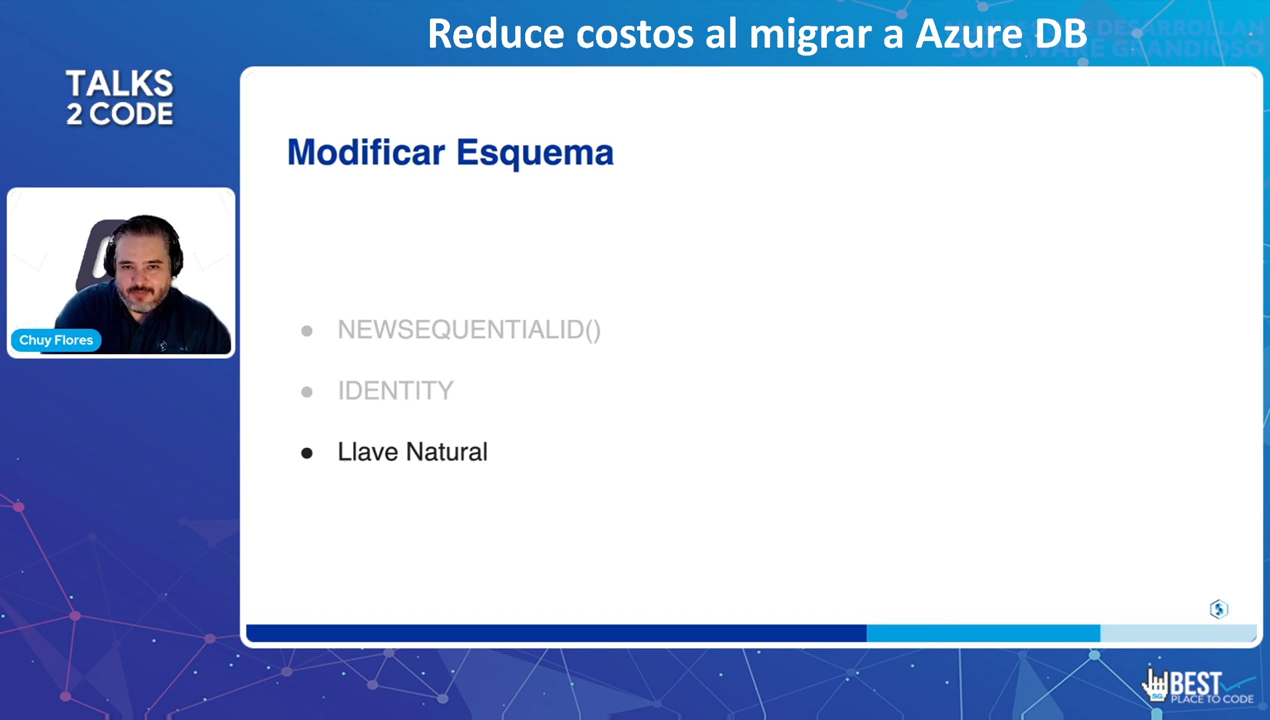 Reduce costos al migrar a Azure DB
TALKS
2 CODE
Modificar Esquema
Chuy Flores
NEWSEQUENTIALID()
IDENTITY
Llave Natural
SG
BEST
PLACE TO CODE